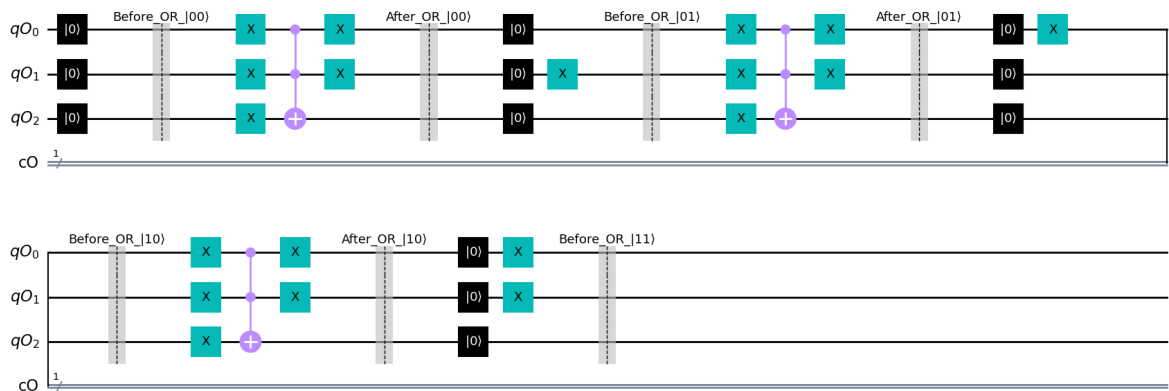 Before_OR_|00⟩ After_OR_|00⟩ Before_OR_|01⟩ After_OR_|01⟩
qO0 |0⟩ X X |0⟩ X X |0⟩ X
qO1 |0⟩ X X |0⟩ X X X |0⟩
qO2 |0⟩ X |0⟩ X |0⟩
cO 1
Before_OR_|10⟩ After_OR_|10⟩ Before_OR_|11⟩
qO0 X X |0⟩ X
qO1 X X |0⟩ X
qO2 X |0⟩
cO 1